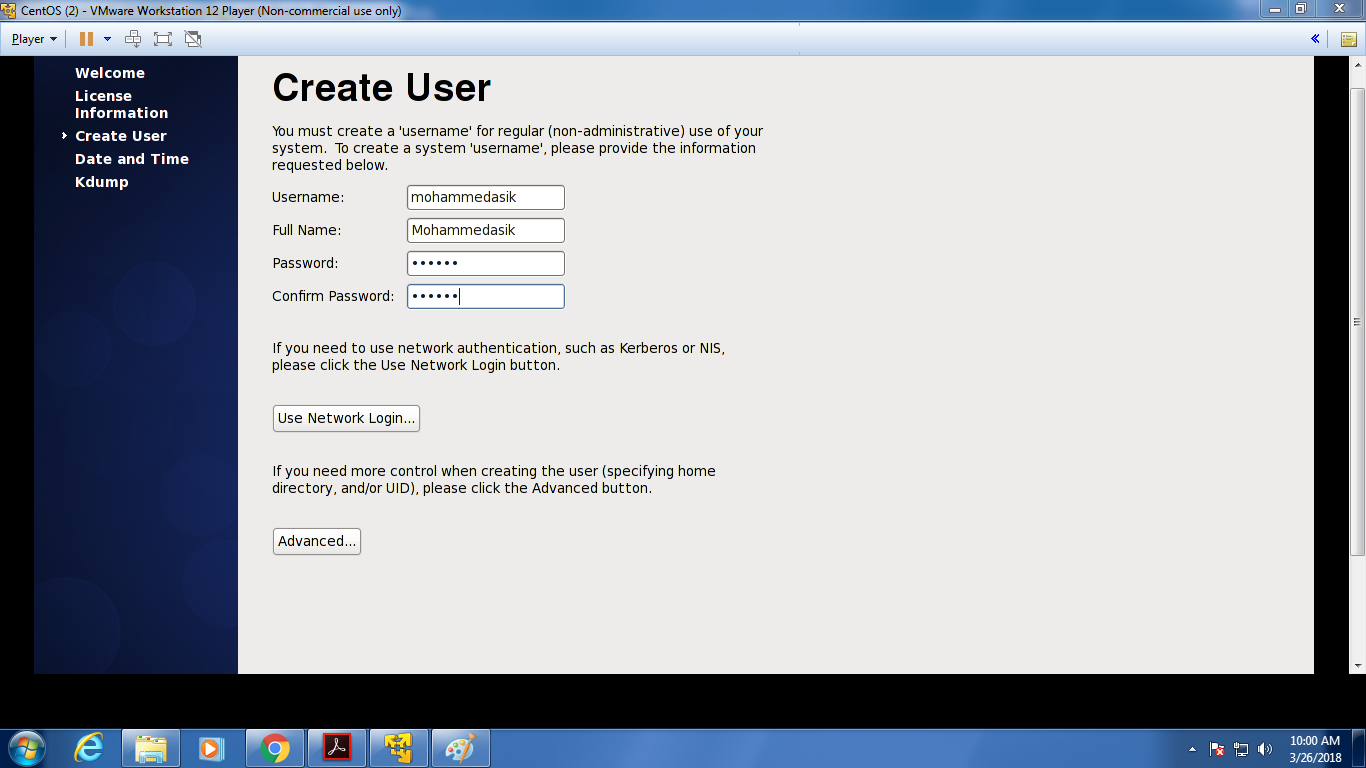 CentOS (2) - VMware Workstation 12 Player (Non-commercial use only)
Player
Welcome
License
Information
Create User
Date and Time
Kdump
Create User
You must create a 'username' for regular (non-administrative) use of your
system.  To create a system 'username', please provide the information
requested below.
Username: mohammedasik
Full Name: Mohammedasik
Password: ••••••
Confirm Password: ••••••
If you need to use network authentication, such as Kerberos or NIS,
please click the Use Network Login button.
Use Network Login...
If you need more control when creating the user (specifying home
directory, and/or UID), please click the Advanced button.
Advanced...
10:00 AM
3/26/2018